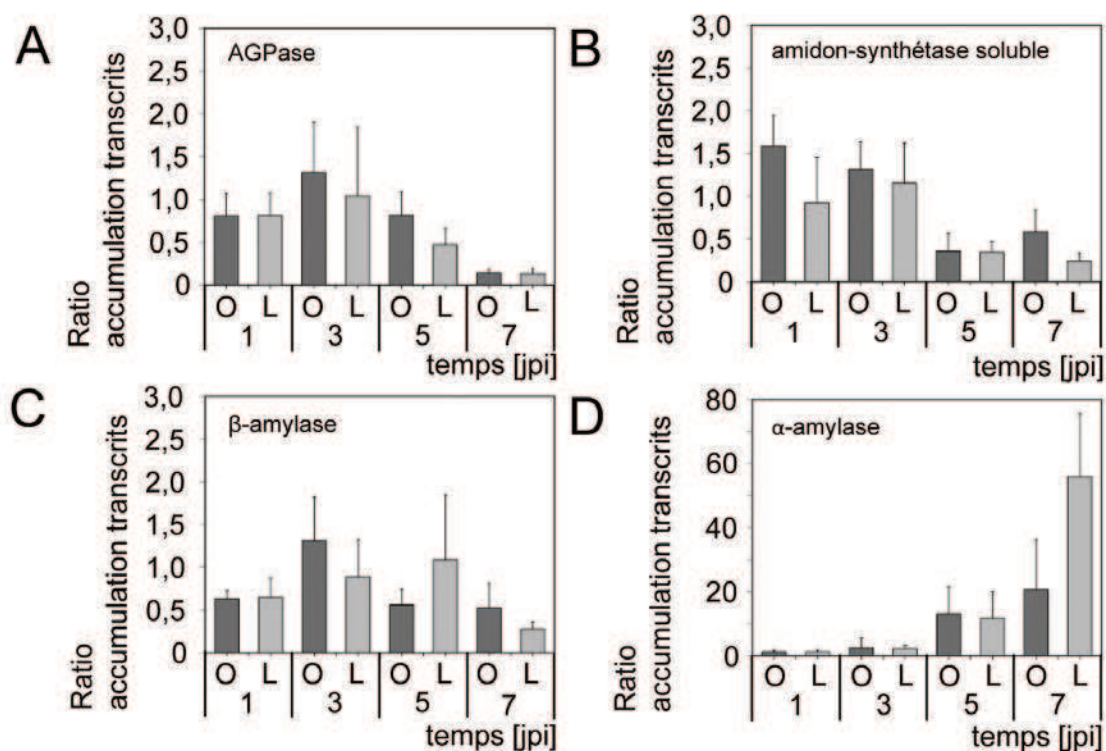 A
AGPase
Ratio
accumulation transcrits
3,0
2,5
2,0
1,5
1,0
0,5
0
O L O L O L O L
1 3 5 7
temps [jpi]
B
amidon-synthétase soluble
Ratio
accumulation transcrits
3,0
2,5
2,0
1,5
1,0
0,5
0
O L O L O L O L
1 3 5 7
temps [jpi]
C
β-amylase
Ratio
accumulation transcrits
3,0
2,5
2,0
1,5
1,0
0,5
0
O L O L O L O L
1 3 5 7
temps [jpi]
D
α-amylase
Ratio
accumulation transcrits
80
60
40
20
0
O L O L O L O L
1 3 5 7
temps [jpi]